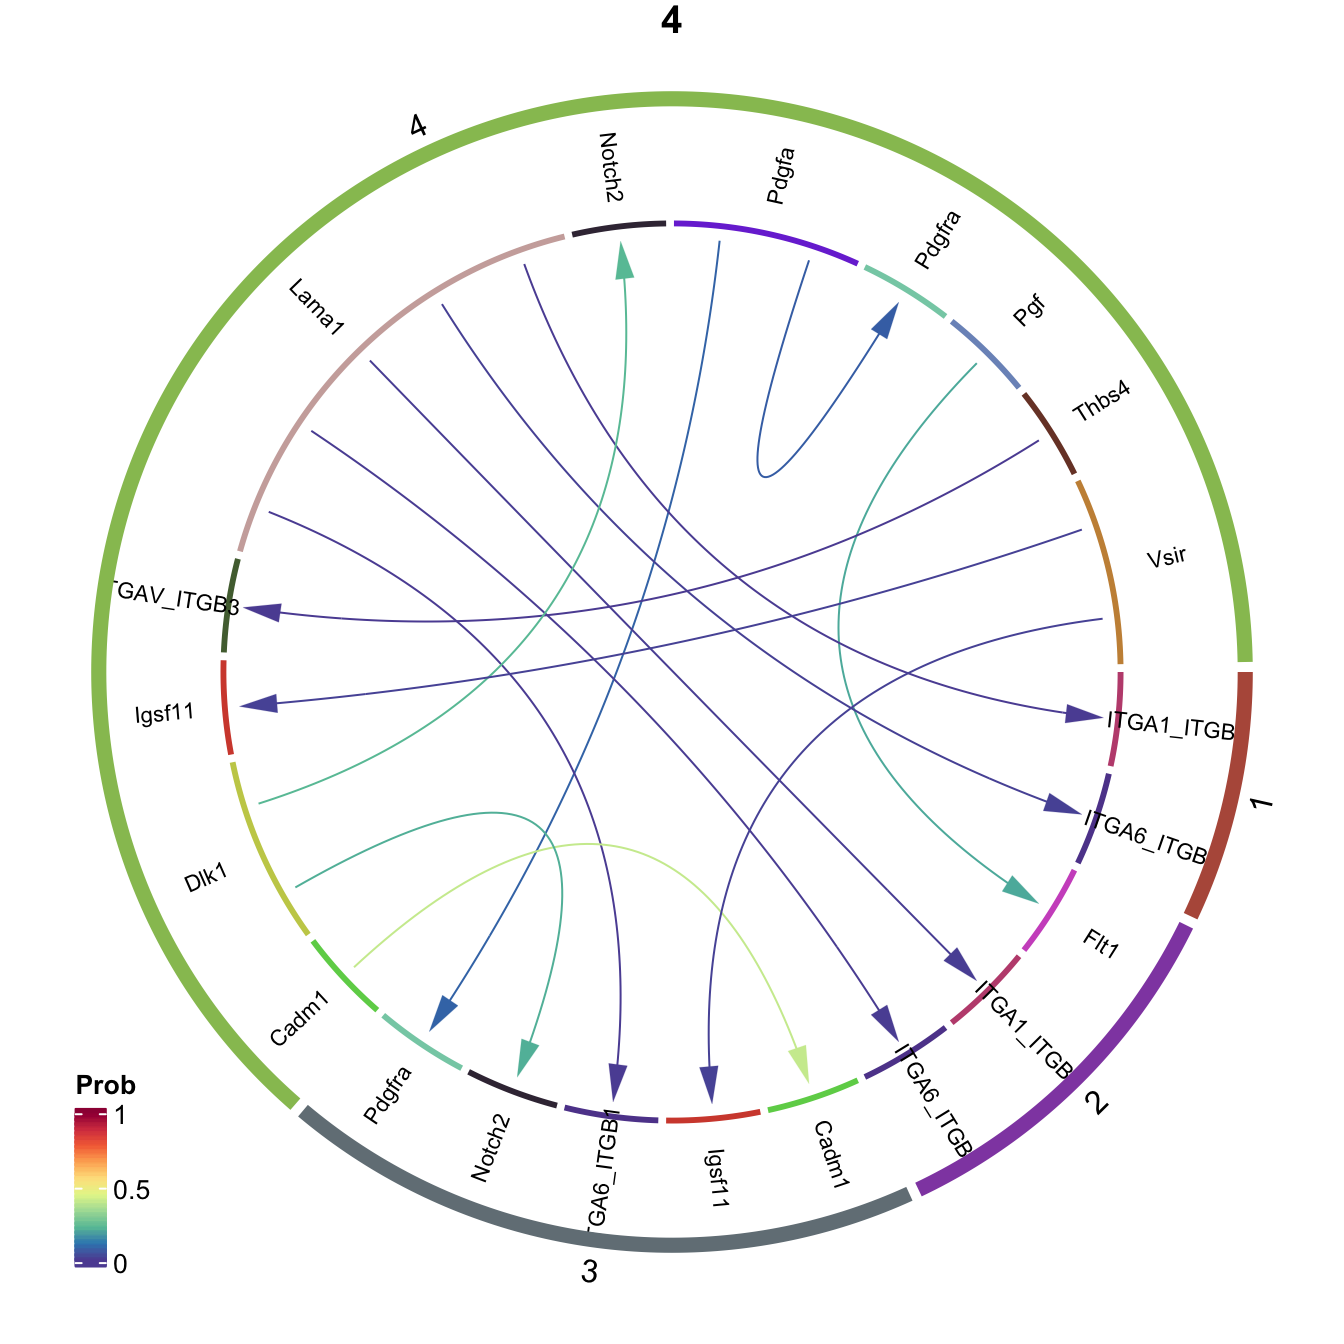 4
4
Notch2
Pdgfa
Pdgfra
Pgf
Thbs4
Vsir
Lama1
TGAV_ITGB3
Igsf11
Dlk1
Cadm1
ITGA1_ITGB
ITGA6_ITGB
1
Flt1
ITGA1_ITGB
ITGA6_ITGB
2
Pdgfra
Notch2
GA6_ITGB1
Igsf11
Cadm1
3
Prob
1
0.5
0